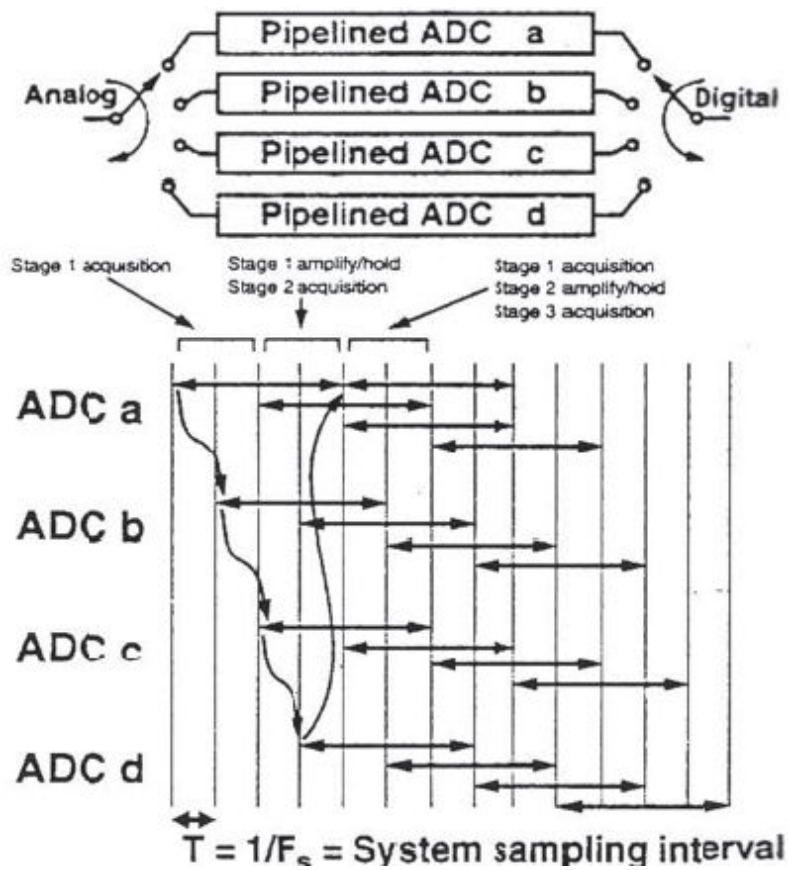 Pipelined ADC a
Pipelined ADC b
Pipelined ADC c
Pipelined ADC d
Analog
Digital
Stage 1 acquisition
Stage 1 amplify/hold
Stage 2 acquisition
Stage 1 acquisition
Stage 2 amplify/hold
Stage 3 acquisition
ADC a
ADC b
ADC c
ADC d
T = 1/Fs = System sampling interval